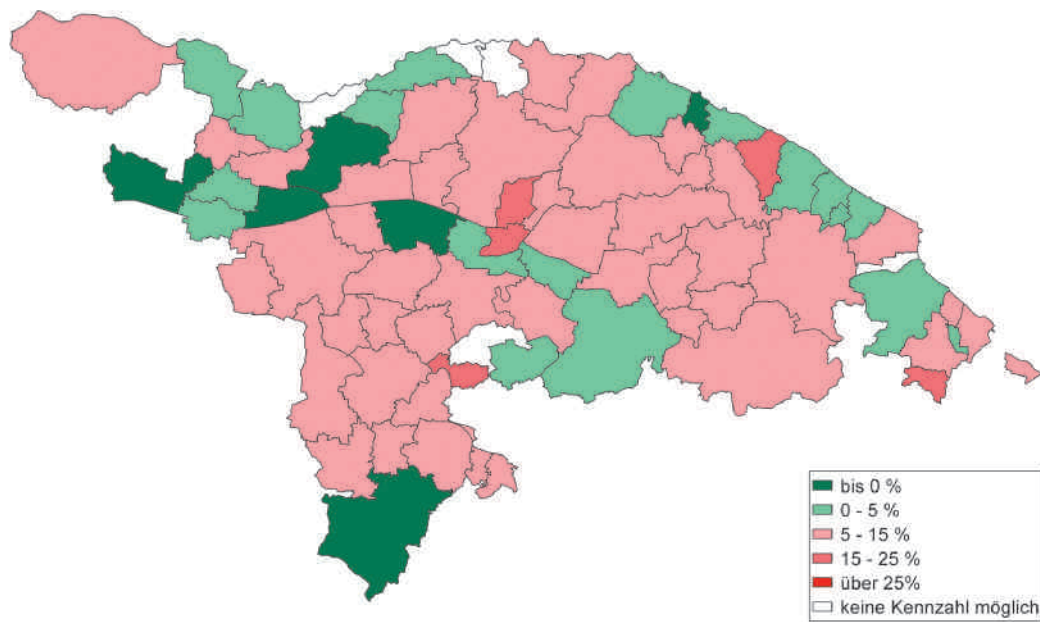 bis 0 %
0 - 5 %
5 - 15 %
15 - 25 %
über 25%
keine Kennzahl möglich